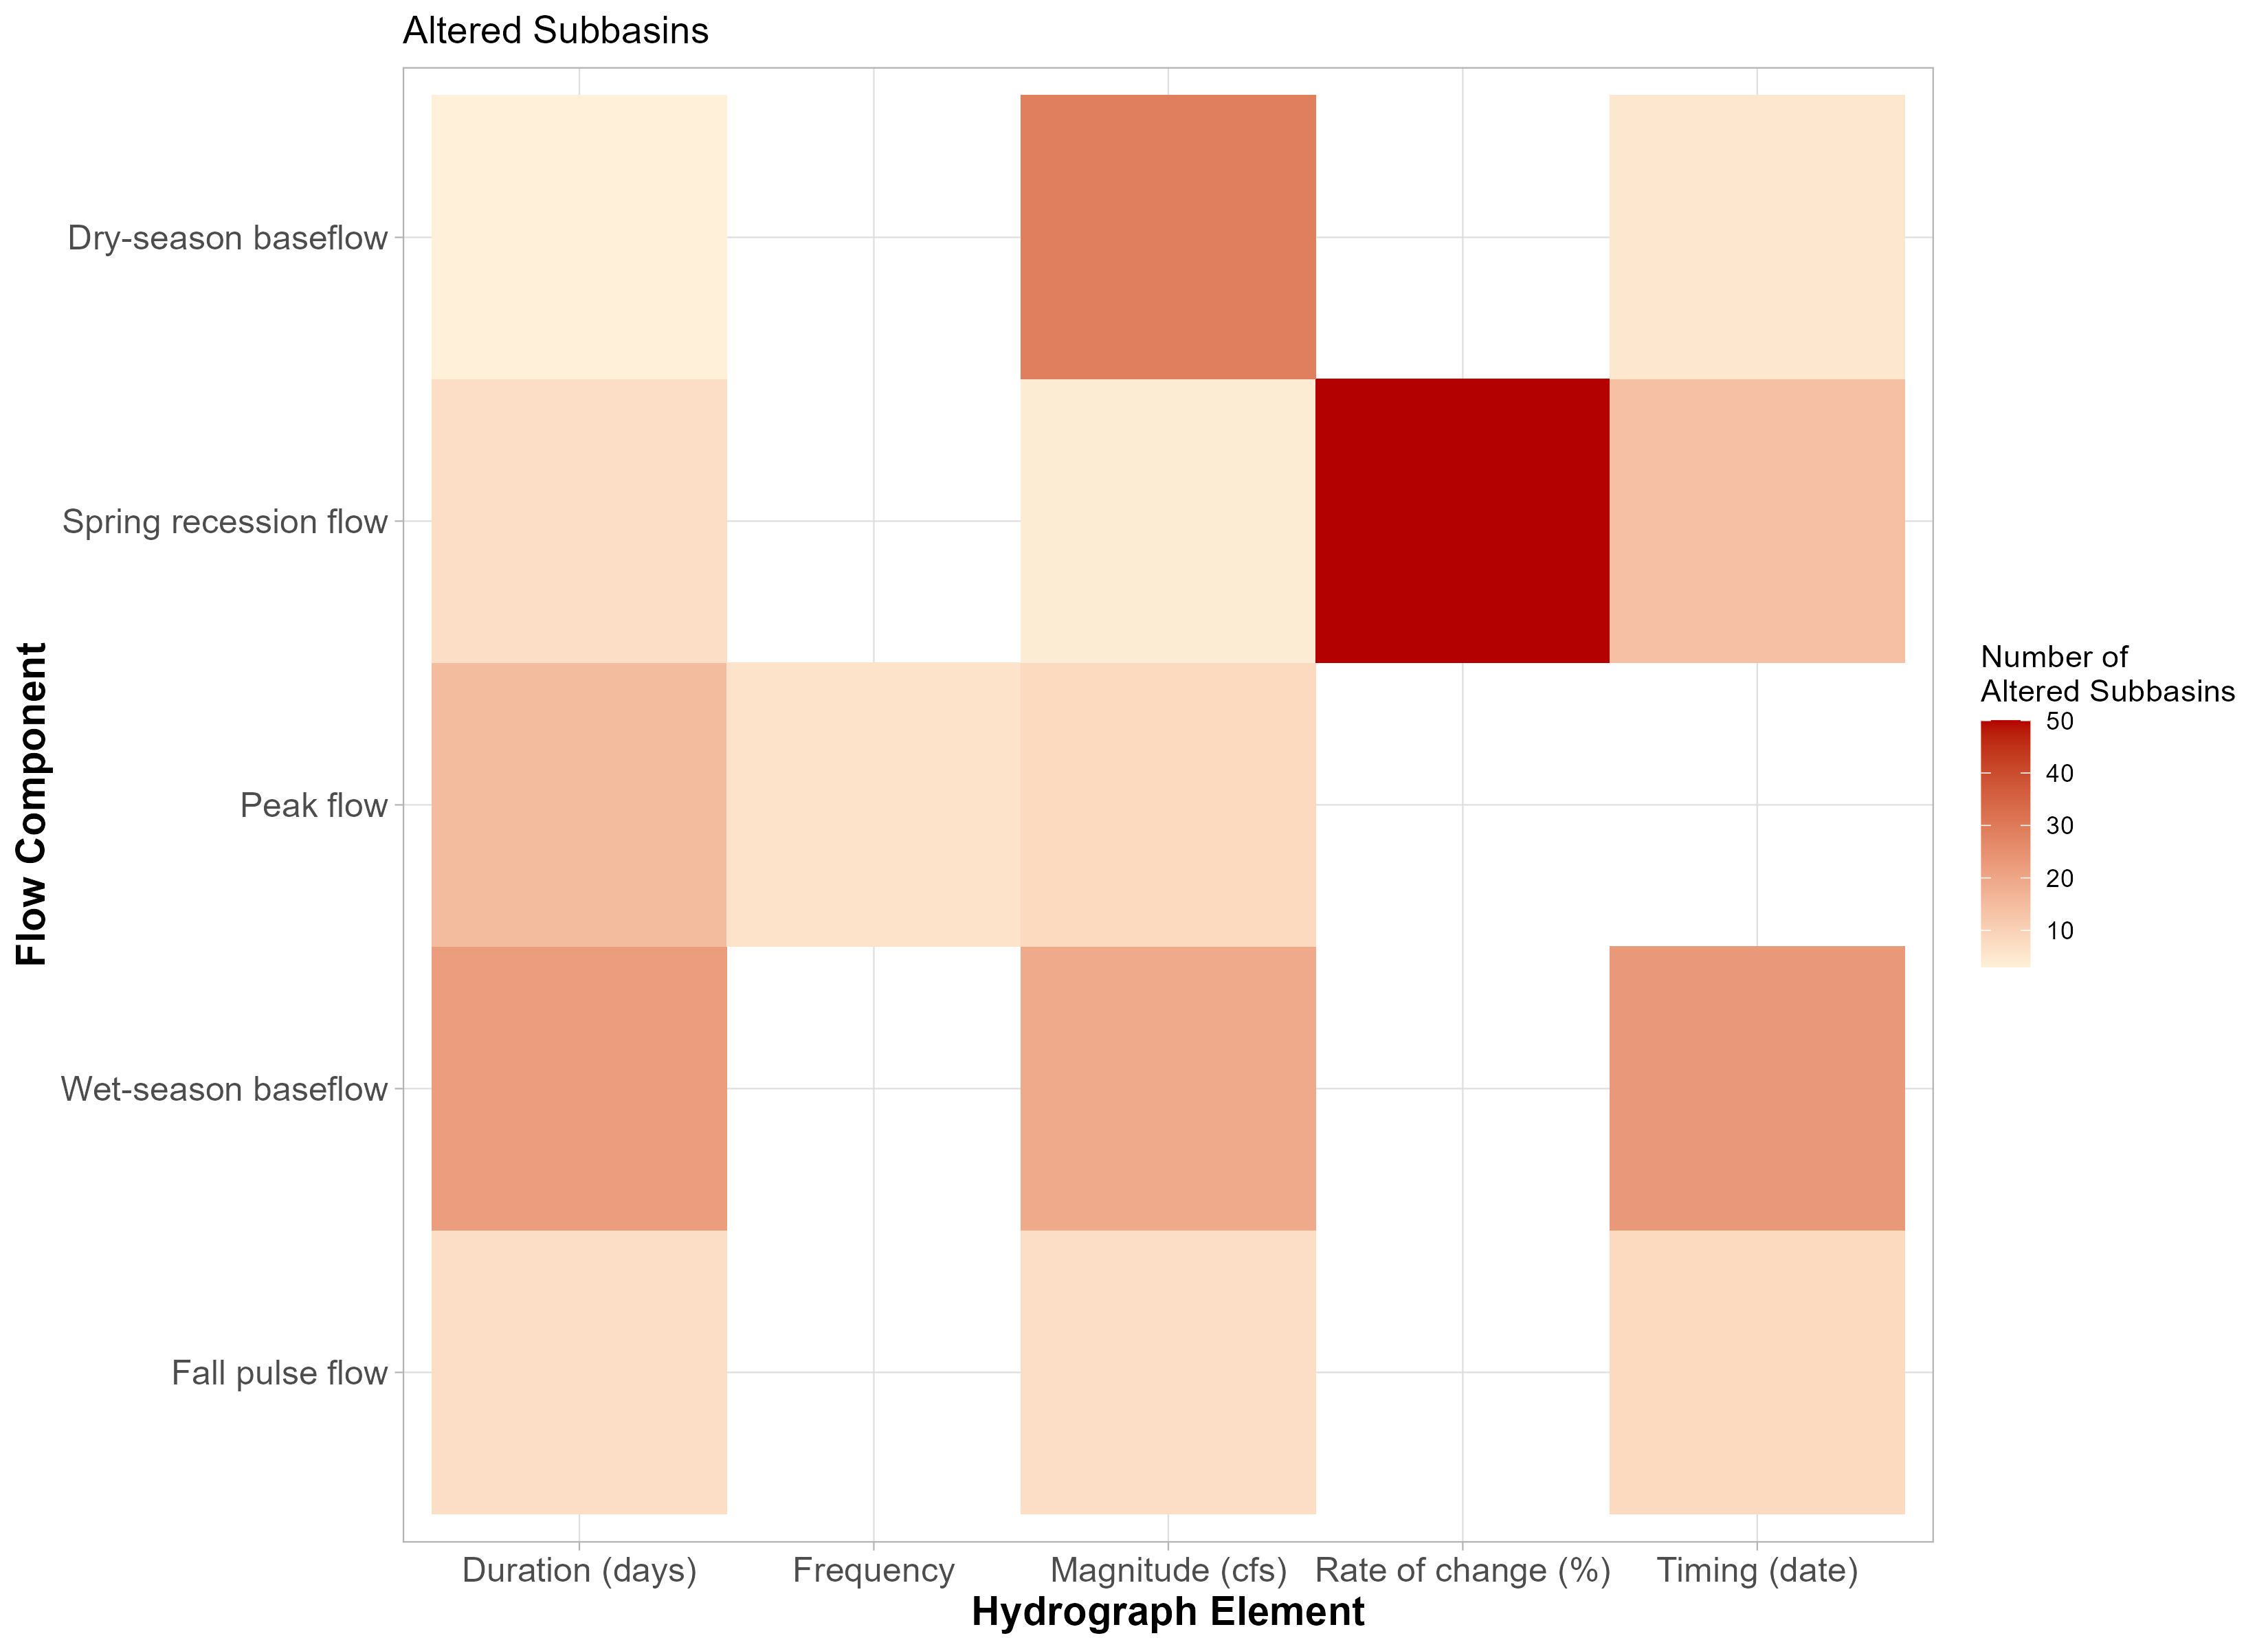 Altered Subbasins
Flow Component
Dry-season baseflow
Spring recession flow
Peak flow
Wet-season baseflow
Fall pulse flow
Duration (days)
Frequency
Magnitude (cfs)
Rate of change (%)
Timing (date)
Hydrograph Element
Number of
Altered Subbasins
50
40
30
20
10